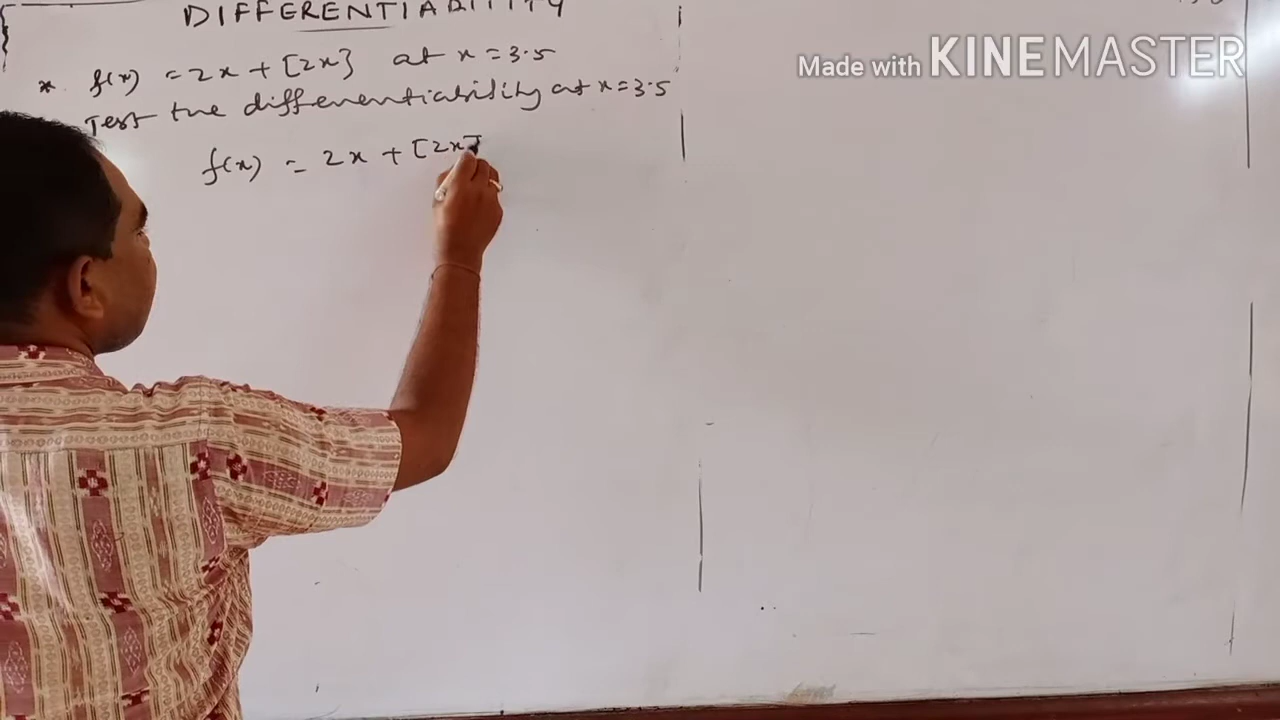 DIFFERENTIABILITY
Made with KINEMASTER
* f(x) = 2x + [2x] at x = 3.5
Test the differentiability at x = 3.5
f(x) = 2x + [2x]